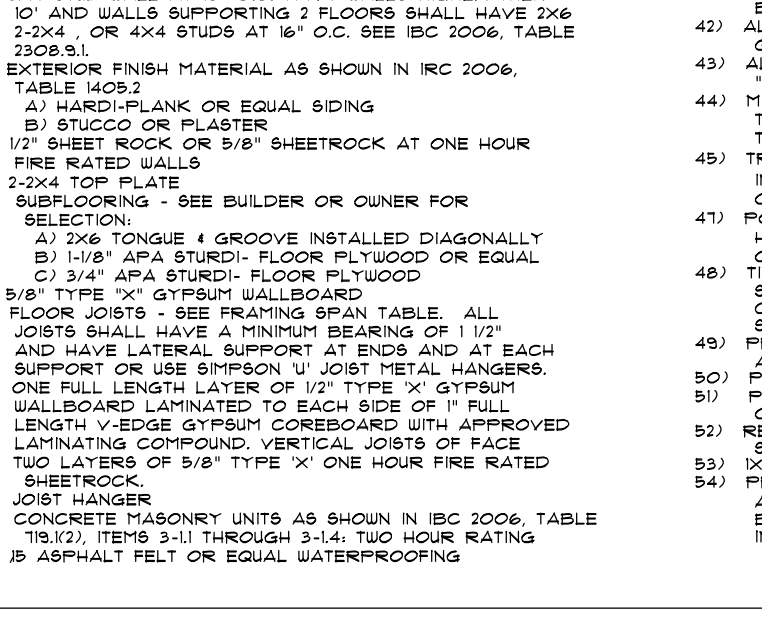 10' AND WALLS SUPPORTING 2 FLOORS SHALL HAVE 2X6
2-2X4 , OR 4X4 STUDS AT 16" O.C. SEE IBC 2006, TABLE
2308.9.1.
EXTERIOR FINISH MATERIAL AS SHOWN IN IRC 2006,
TABLE 1405.2
A) HARDI-PLANK OR EQUAL SIDING
B) STUCCO OR PLASTER
1/2" SHEET ROCK OR 5/8" SHEETROCK AT ONE HOUR
FIRE RATED WALLS
2-2X4 TOP PLATE
SUBFLOORING - SEE BUILDER OR OWNER FOR
SELECTION:
A) 2X6 TONGUE & GROOVE INSTALLED DIAGONALLY
B) 1-1/8" APA STURDI- FLOOR PLYWOOD OR EQUAL
C) 3/4" APA STURDI- FLOOR PLYWOOD
5/8" TYPE "X" GYPSUM WALLBOARD
FLOOR JOISTS - SEE FRAMING SPAN TABLE. ALL
JOISTS SHALL HAVE A MINIMUM BEARING OF 1 1/2"
AND HAVE LATERAL SUPPORT AT ENDS AND AT EACH
SUPPORT OR USE SIMPSON 'U' JOIST METAL HANGERS.
ONE FULL LENGTH LAYER OF 1/2" TYPE 'X' GYPSUM
WALLBOARD LAMINATED TO EACH SIDE OF 1" FULL
LENGTH V-EDGE GYPSUM COREBOARD WITH APPROVED
LAMINATING COMPOUND. VERTICAL JOISTS OF FACE
TWO LAYERS OF 5/8" TYPE 'X' ONE HOUR FIRE RATED
SHEETROCK.
JOIST HANGER
CONCRETE MASONRY UNITS AS SHOWN IN IBC 2006, TABLE
719.1(2), ITEMS 3-1.1 THROUGH 3-1.4: TWO HOUR RATING
15 ASPHALT FELT OR EQUAL WATERPROOFING
42)
43)
44)
45)
47)
48)
49)
50)
51)
52)
53)
54)